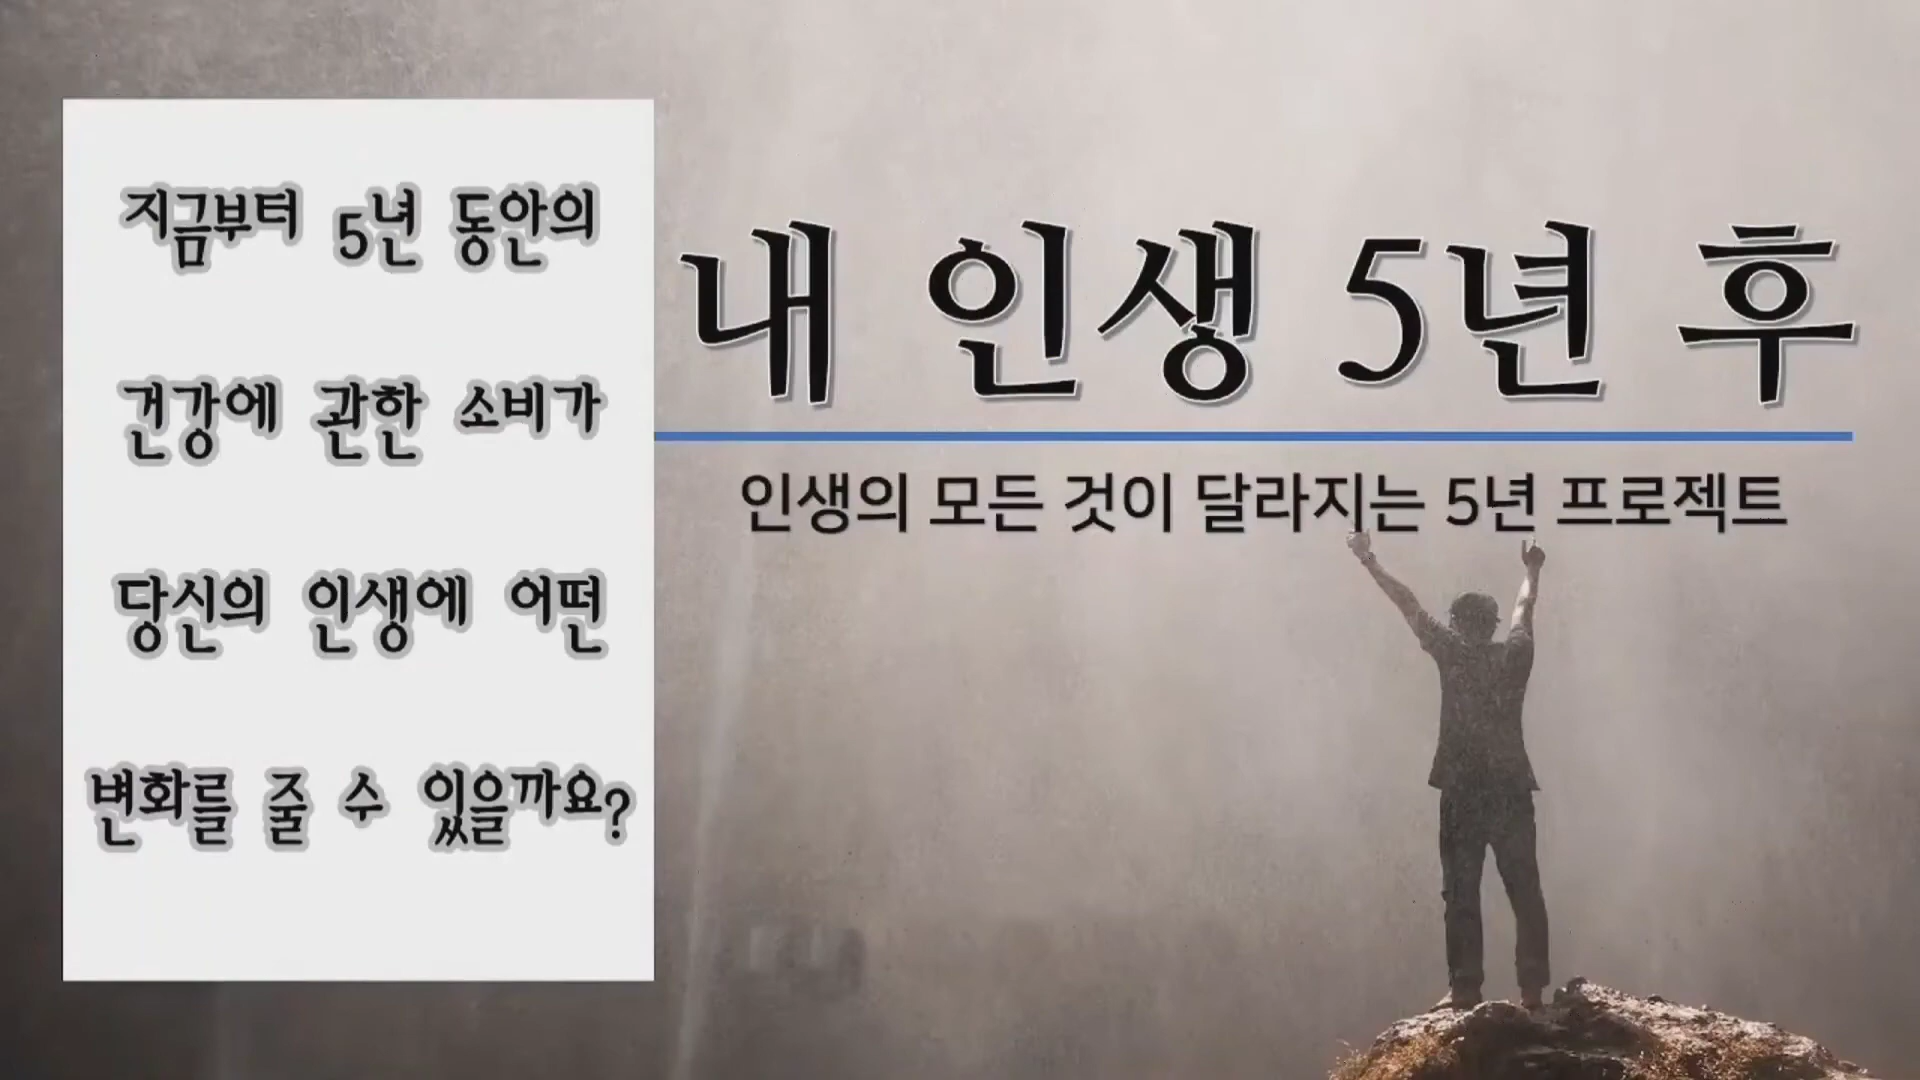 지금부터 5년 동안의
건강에 관한 소비가
당신의 인생에 어떤
변화를 줄 수 있을까요?
내 인생 5년 후
인생의 모든 것이 달라지는 5년 프로젝트